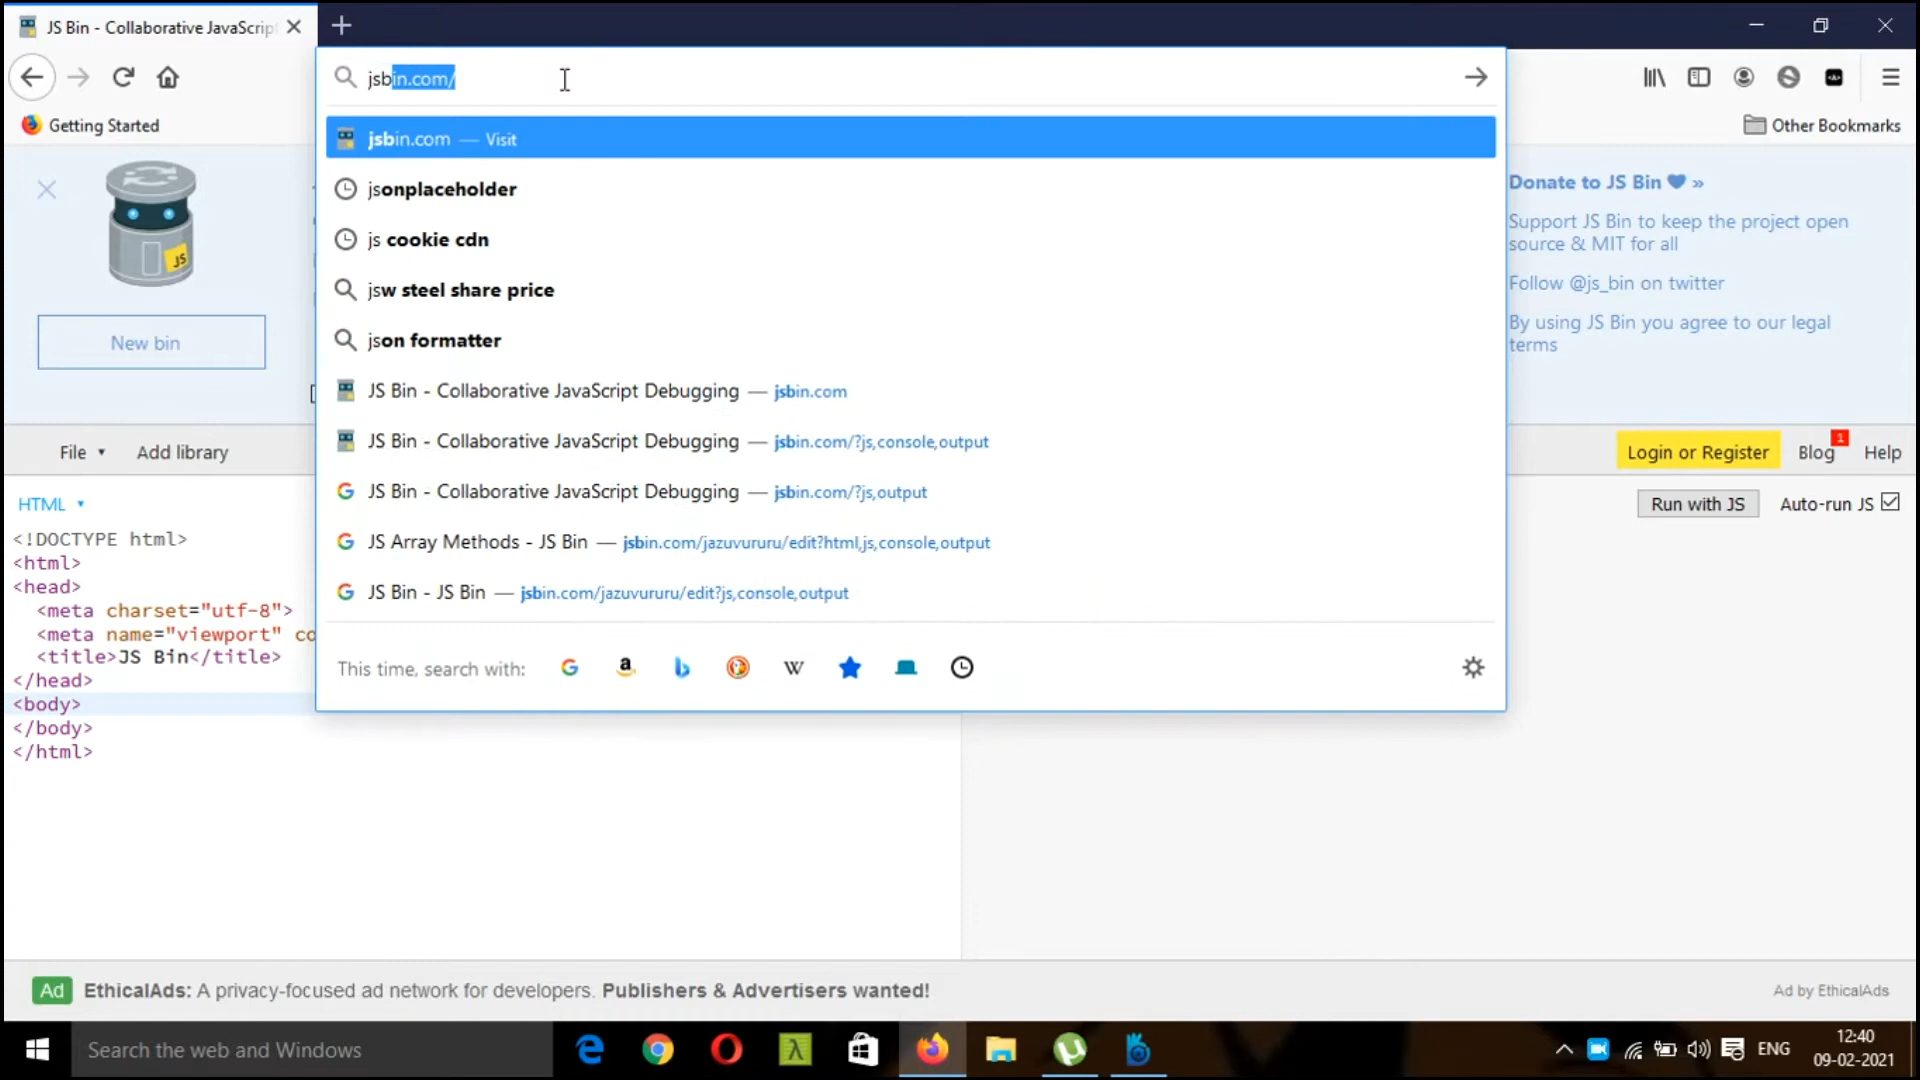 JS Bin - Collaborative JavaScrip
jsbin.com/
Getting Started
Other Bookmarks
jsbin.com — Visit
jsonplaceholder
js cookie cdn
jsw steel share price
json formatter
JS Bin - Collaborative JavaScript Debugging — jsbin.com
JS Bin - Collaborative JavaScript Debugging — jsbin.com/?js,console,output
JS Bin - Collaborative JavaScript Debugging — jsbin.com/?js,output
JS Array Methods - JS Bin — jsbin.com/jazuvururu/edit?html,js,console,output
JS Bin - JS Bin — jsbin.com/jazuvururu/edit?js,console,output
This time, search with:
JS
New bin
Donate to JS Bin ♥ »
Support JS Bin to keep the project open
source & MIT for all
Follow @js_bin on twitter
By using JS Bin you agree to our legal
terms
File ▾ Add library
Login or Register Blog 1 Help
HTML ▾
Run with JS Auto-run JS
<!DOCTYPE html>
<html>
<head>
<meta charset="utf-8">
<meta name="viewport" co
<title>JS Bin</title>
</head>
<body>
</body>
</html>
Ad EthicalAds: A privacy-focused ad network for developers. Publishers & Advertisers wanted!
Ad by EthicalAds
Search the web and Windows
ENG
12:40
09-02-2021